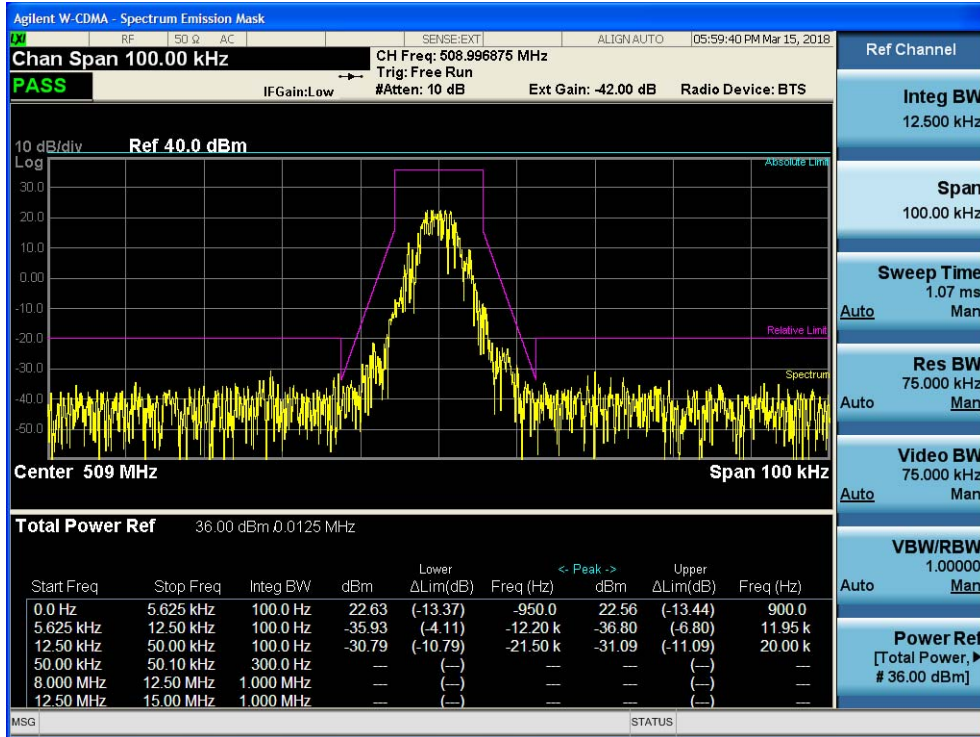 Agilent W-CDMA - Spectrum Emission Mask
LXI RF 50 Ω AC SENSE:EXT ALIGN AUTO 05:59:40 PM Mar 15, 2018
Chan Span 100.00 kHz
CH Freq: 508.996875 MHz
Trig: Free Run
PASS IFGain:Low #Atten: 10 dB Ext Gain: -42.00 dB Radio Device: BTS
10 dB/div Ref 40.0 dBm
Log
Absolute Limit
30.0
20.0
10.0
0.00
-10.0
-20.0
Relative Limit
-30.0
Spectrum
-40.0
-50.0
Center 509 MHz Span 100 kHz
Total Power Ref 36.00 dBm / 0.0125 MHz
Lower <- Peak -> Upper
Start Freq Stop Freq Integ BW dBm ΔLim(dB) Freq (Hz) dBm ΔLim(dB) Freq (Hz)
0.0 Hz 5.625 kHz 100.0 Hz 22.63 (-13.37) -950.0 22.56 (-13.44) 900.0
5.625 kHz 12.50 kHz 100.0 Hz -35.93 (-4.11) -12.20 k -36.80 (-6.80) 11.95 k
12.50 kHz 50.00 kHz 100.0 Hz -30.79 (-10.79) -21.50 k -31.09 (-11.09) 20.00 k
50.00 kHz 50.10 kHz 300.0 Hz --- (---) --- --- (---) ---
8.000 MHz 12.50 MHz 1.000 MHz --- (---) --- --- (---) ---
12.50 MHz 15.00 MHz 1.000 MHz --- (---) --- --- (---) ---
MSG STATUS
Ref Channel
Integ BW
12.500 kHz
Span
100.00 kHz
Sweep Time
1.07 ms
Auto Man
Res BW
75.000 kHz
Auto Man
Video BW
75.000 kHz
Auto Man
VBW/RBW
1.00000
Auto Man
Power Ref
[Total Power,
# 36.00 dBm]